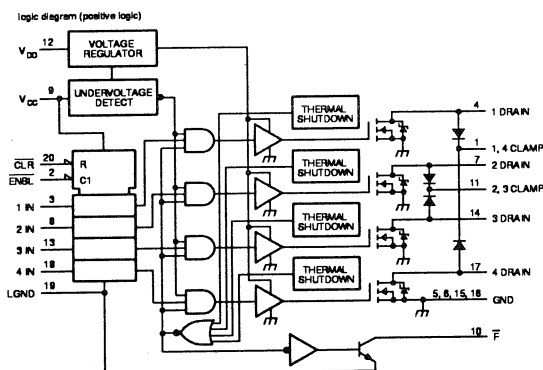 logic diagram (positive logic)
VDD 12
VOLTAGE REGULATOR
VCC 9
UNDERVOLTAGE DETECT
CLR 20 R
ENBL 2 C1
1 IN 3
2 IN 8
3 IN 13
4 IN 18
LGND 19
THERMAL SHUTDOWN
THERMAL SHUTDOWN
THERMAL SHUTDOWN
THERMAL SHUTDOWN
4 1 DRAIN
1 1, 4 CLAMP
7 2 DRAIN
11 2, 3 CLAMP
14 3 DRAIN
17 4 DRAIN
5, 6, 15, 16 GND
10 F